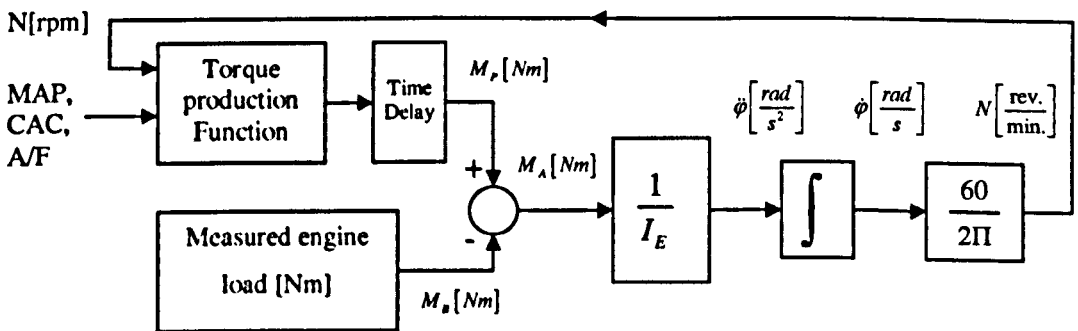 N[rpm]
MAP,
CAC,
A/F
Torque
production
Function
Time
Delay
M_P [Nm]
Measured engine
load [Nm]
M_B [Nm]
+
-
M_A [Nm]
1
I_E
φ̈ [rad/s²]
∫
φ̇ [rad/s]
60
2Π
N [rev./min.]